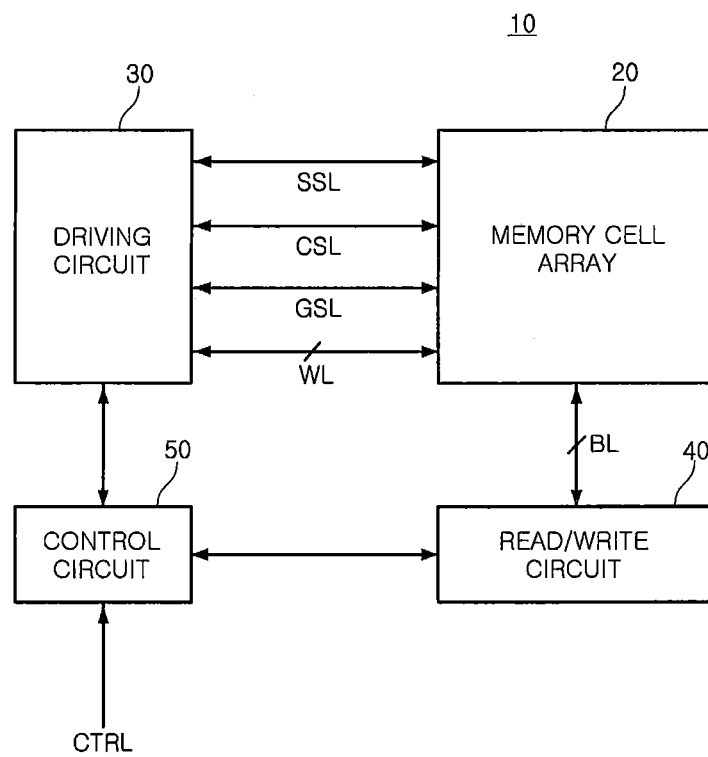 10
30
20
DRIVING
CIRCUIT
SSL
CSL
GSL
WL
MEMORY CELL
ARRAY
50
BL
40
CONTROL
CIRCUIT
READ/WRITE
CIRCUIT
CTRL